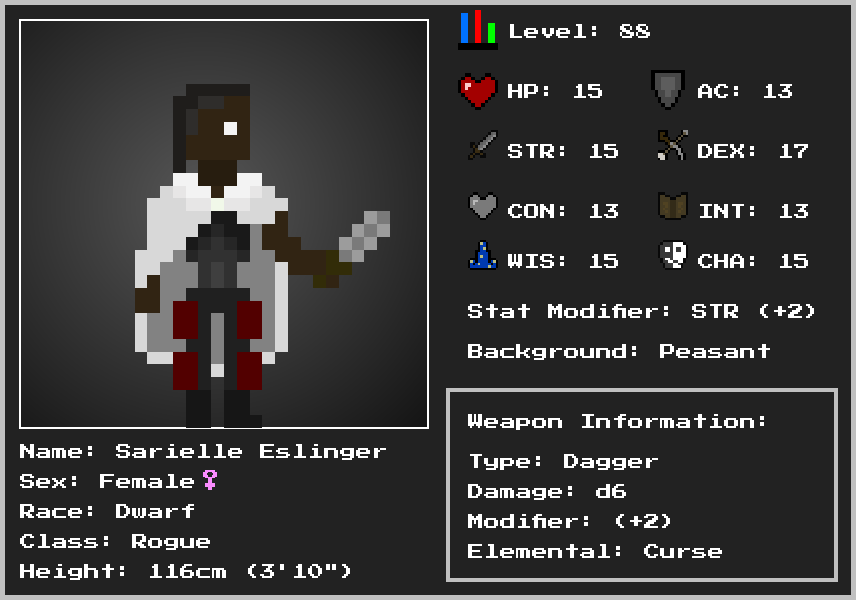 Level: 88
HP: 15 AC: 13
STR: 15 DEX: 17
CON: 13 INT: 13
WIS: 15 CHA: 15
Stat Modifier: STR (+2)
Background: Peasant
Weapon Information:
Type: Dagger
Damage: d6
Modifier: (+2)
Elemental: Curse
Name: Sarielle Eslinger
Sex: Female♀
Race: Dwarf
Class: Rogue
Height: 116cm (3'10")